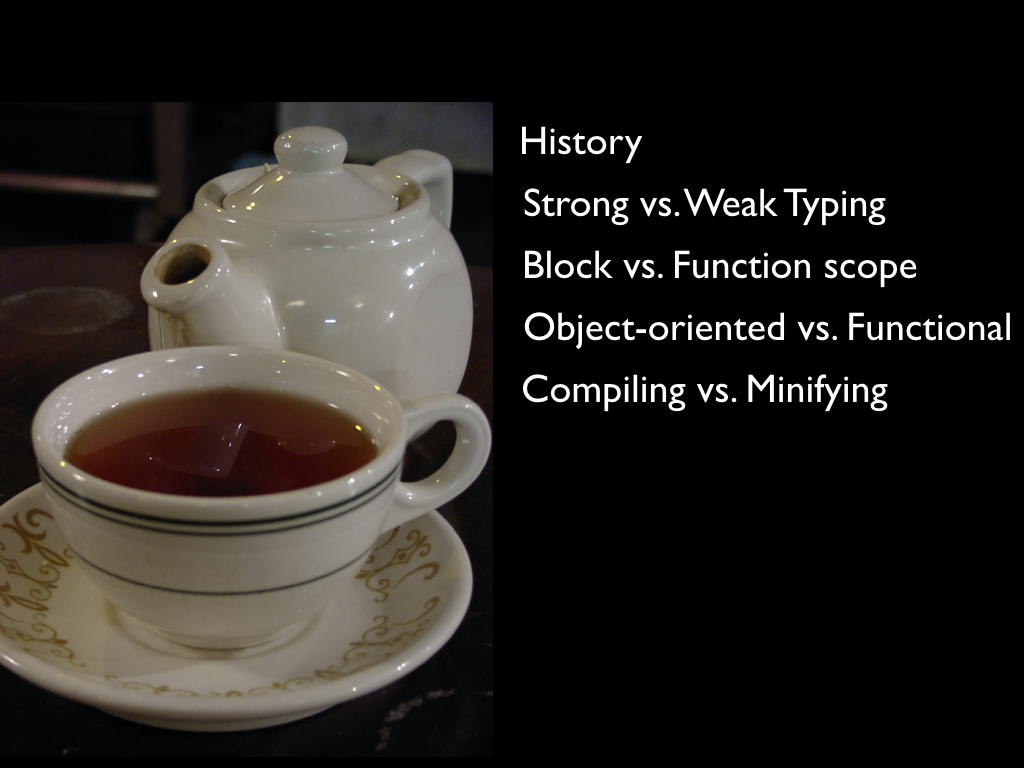 History
Strong vs. Weak Typing
Block vs. Function scope
Object-oriented vs. Functional
Compiling vs. Minifying